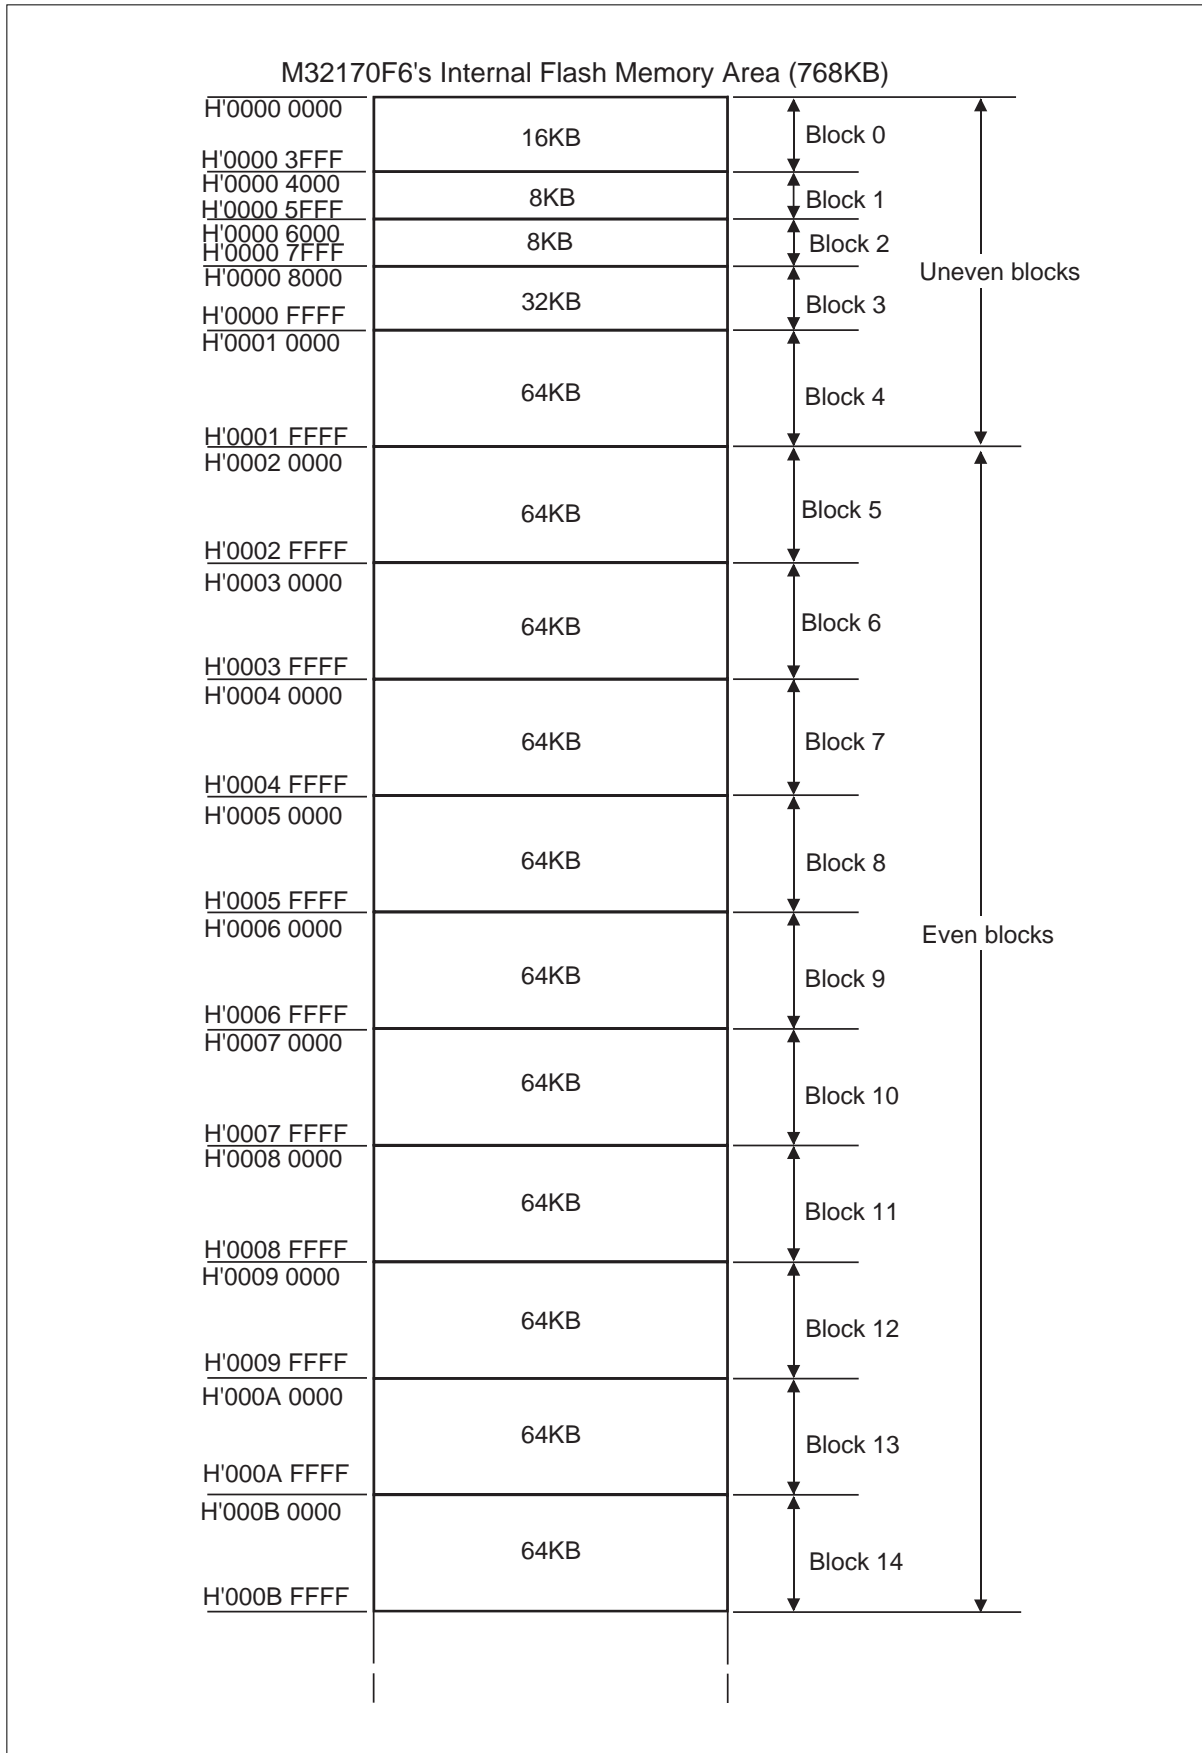 M32170F6's Internal Flash Memory Area (768KB)
H'0000 0000
16KB
Block 0
H'0000 3FFF
H'0000 4000
8KB
Block 1
H'0000 5FFF
H'0000 6000
8KB
Block 2
H'0000 7FFF
H'0000 8000
Uneven blocks
32KB
Block 3
H'0000 FFFF
H'0001 0000
64KB
Block 4
H'0001 FFFF
H'0002 0000
64KB
Block 5
H'0002 FFFF
H'0003 0000
64KB
Block 6
H'0003 FFFF
H'0004 0000
64KB
Block 7
H'0004 FFFF
H'0005 0000
64KB
Block 8
H'0005 FFFF
H'0006 0000
Even blocks
64KB
Block 9
H'0006 FFFF
H'0007 0000
64KB
Block 10
H'0007 FFFF
H'0008 0000
64KB
Block 11
H'0008 FFFF
H'0009 0000
64KB
Block 12
H'0009 FFFF
H'000A 0000
64KB
Block 13
H'000A FFFF
H'000B 0000
64KB
Block 14
H'000B FFFF